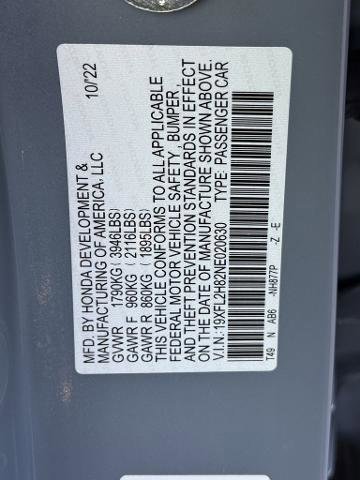 MFD. BY HONDA DEVELOPMENT & 10/22
MANUFACTURING OF AMERICA, LLC
GVWR 1790KG (3946LBS)
GAWR F 960KG (2116LBS)
GAWR R 860KG (1895LBS)
THIS VEHICLE CONFORMS TO ALL APPLICABLE
FEDERAL MOTOR VEHICLE SAFETY, BUMPER,
AND THEFT PREVENTION STANDARDS IN EFFECT
ON THE DATE OF MANUFACTURE SHOWN ABOVE.
V.I.N.: 19XFL2H82NE020630 TYPE: PASSENGER CAR
T49 N AB6 -NH877P -Z -E